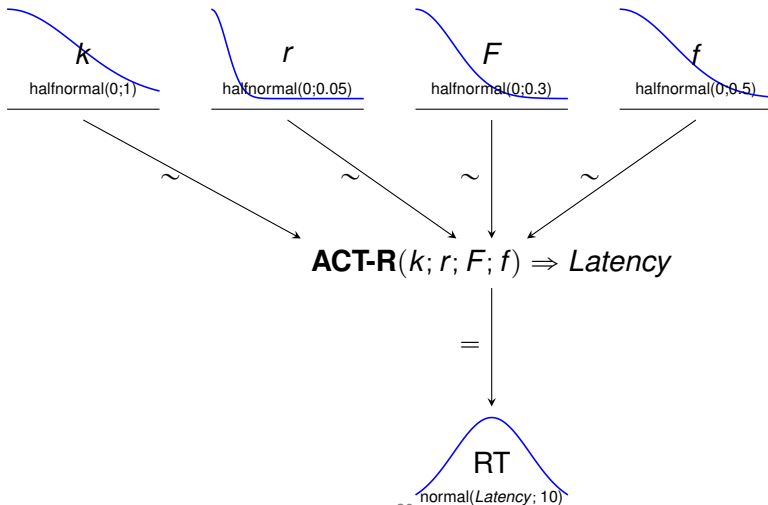 k r F f
halfnormal(0;1) halfnormal(0;0.05) halfnormal(0;0.3) halfnormal(0;0.5)
∼ ∼ ∼ ∼
ACT-R(k; r; F; f) ⇒ Latency
=
RT
normal(Latency; 10)